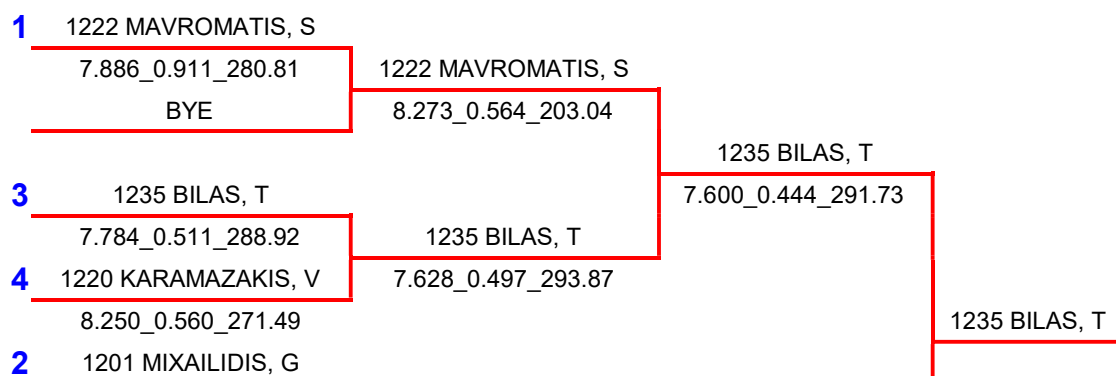 1 1222 MAVROMATIS, S
7.886_0.911_280.81
1222 MAVROMATIS, S
BYE
8.273_0.564_203.04
1235 BILAS, T
3 1235 BILAS, T
7.600_0.444_291.73
7.784_0.511_288.92
1235 BILAS, T
4 1220 KARAMAZAKIS, V
7.628_0.497_293.87
8.250_0.560_271.49
1235 BILAS, T
2 1201 MIXAILIDIS, G